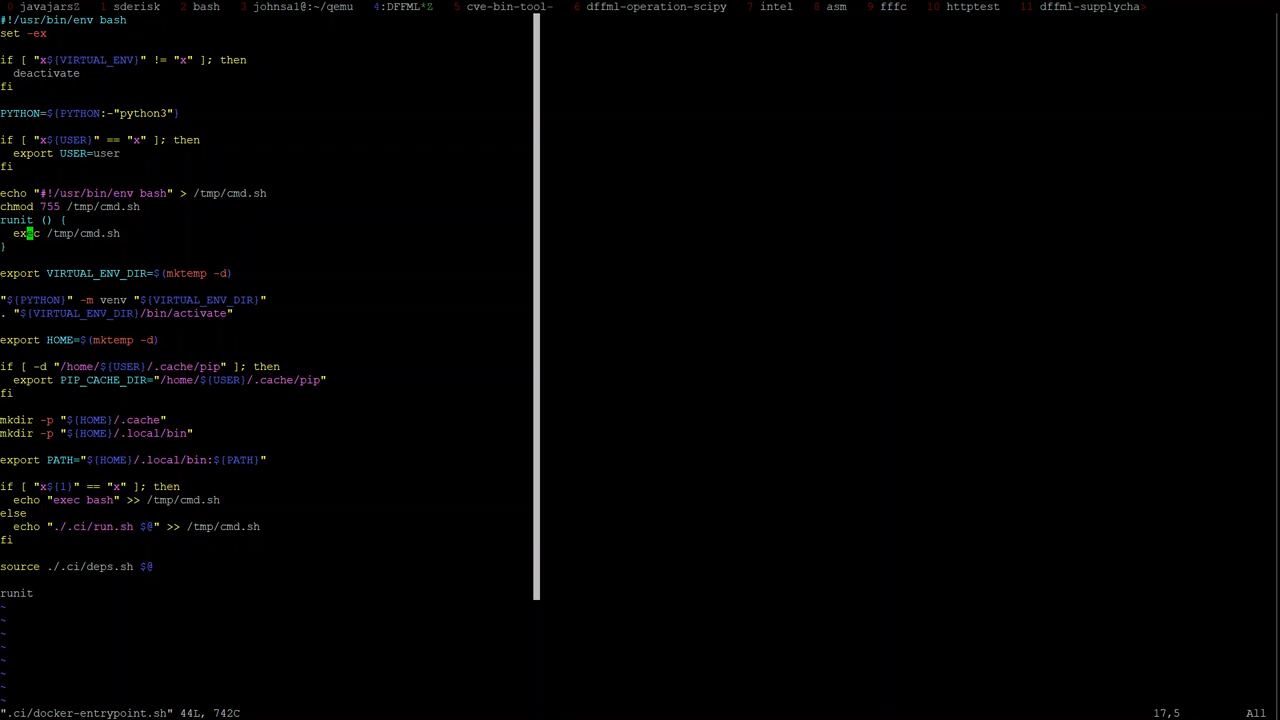 0 javajarsZ 1 sderisk 2 bash 3 johnsal@:~/qemu 4:DFFML*Z 5 cve-bin-tool- 6 dffml-operation-scipy 7 intel 8 asm 9 fffc 10 httptest 11 dffml-supplycha>
#!/usr/bin/env bash
set -ex
if [ "x${VIRTUAL_ENV}" != "x" ]; then
  deactivate
fi
PYTHON=${PYTHON:-"python3"}
if [ "x${USER}" == "x" ]; then
  export USER=user
fi
echo "#!/usr/bin/env bash" > /tmp/cmd.sh
chmod 755 /tmp/cmd.sh
runit () {
  exec /tmp/cmd.sh
}
export VIRTUAL_ENV_DIR=$(mktemp -d)
"${PYTHON}" -m venv "${VIRTUAL_ENV_DIR}"
. "${VIRTUAL_ENV_DIR}/bin/activate"
export HOME=$(mktemp -d)
if [ -d "/home/${USER}/.cache/pip" ]; then
  export PIP_CACHE_DIR="/home/${USER}/.cache/pip"
fi
mkdir -p "${HOME}/.cache"
mkdir -p "${HOME}/.local/bin"
export PATH="${HOME}/.local/bin:${PATH}"
if [ "x${1}" == "x" ]; then
  echo "exec bash" >> /tmp/cmd.sh
else
  echo "./.ci/run.sh $@" >> /tmp/cmd.sh
fi
source ./.ci/deps.sh $@
runit
~
~
~
~
~
~
~
~
".ci/docker-entrypoint.sh" 44L, 742C 17,5 All